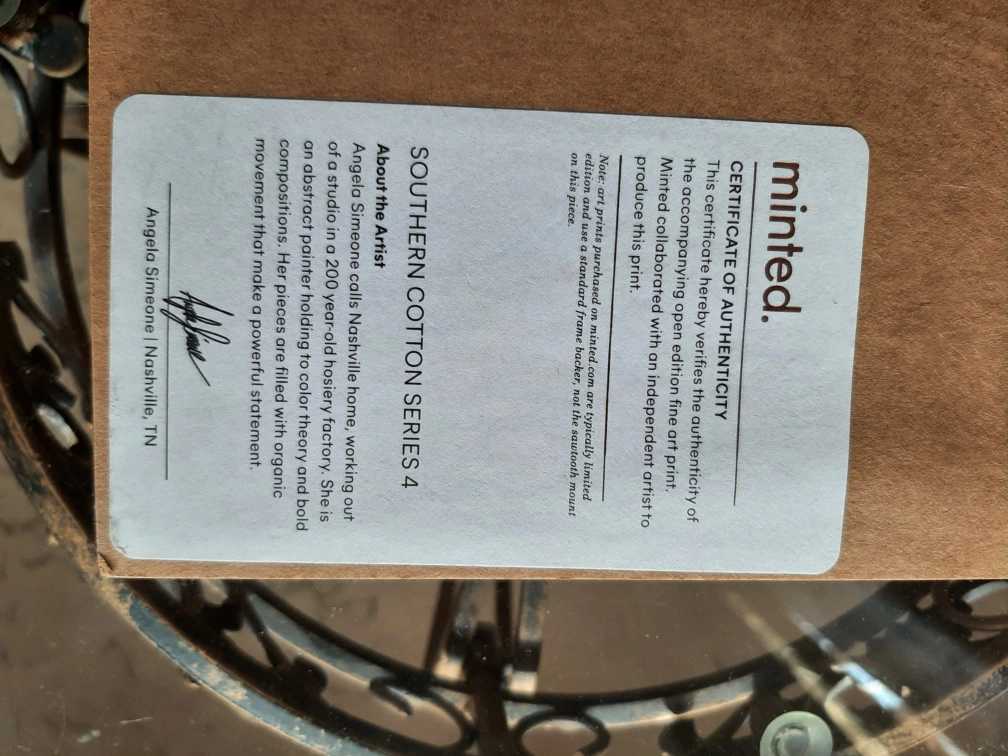 minted.
CERTIFICATE OF AUTHENTICITY
This certificate hereby verifies the authenticity of
the accompanying open edition fine art print.
Minted collaborated with an independent artist to
produce this print.
Note: art prints purchased on minted.com are typically limited
edition and use a standard frame backer, not the sawtooth mount
on this piece.
SOUTHERN COTTON SERIES 4
About the Artist
Angela Simeone calls Nashville home, working out
of a studio in a 200 year-old hosiery factory. She is
an abstract painter holding to color theory and bold
compositions. Her pieces are filled with organic
movement that make a powerful statement.
Angela Simeone | Nashville, TN